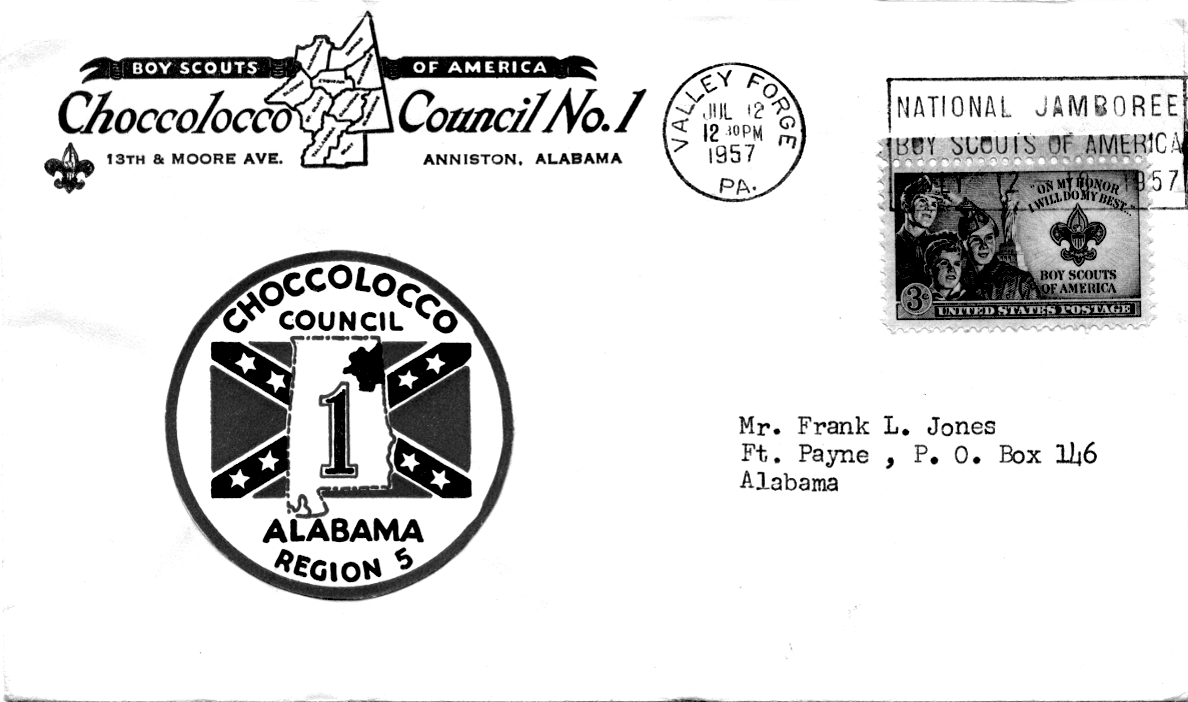 BOY SCOUTS OF AMERICA
Choccolocco Council No. 1
13TH & MOORE AVE. ANNISTON, ALABAMA
VALLEY FORGE
JUL 12
12 30 PM
1957
PA.
NATIONAL JAMBOREE
BOY SCOUTS OF AMERICA
1957
"ON MY HONOR
I WILL DO MY BEST..."
BOY SCOUTS
OF AMERICA
3¢
UNITED STATES POSTAGE
CHOCCOLOCCO
COUNCIL
1
ALABAMA
REGION 5
Mr. Frank L. Jones
Ft. Payne , P. O. Box 146
Alabama